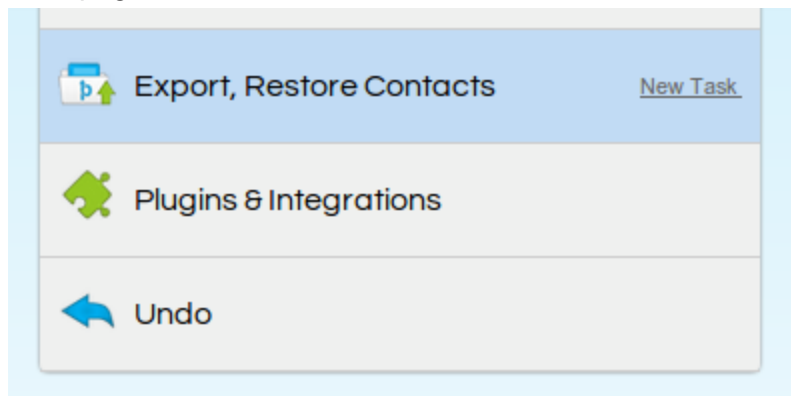 Export, Restore Contacts New Task
Plugins & Integrations
Undo